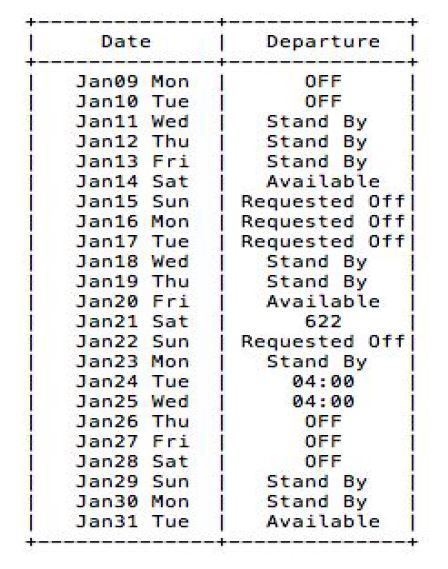 +---------------+---------------+
|     Date      |   Departure   |
+---------------+---------------+
|   Jan09 Mon   |      OFF      |
|   Jan10 Tue   |      OFF      |
|   Jan11 Wed   |   Stand By    |
|   Jan12 Thu   |   Stand By    |
|   Jan13 Fri   |   Stand By    |
|   Jan14 Sat   |   Available   |
|   Jan15 Sun   | Requested Off|
|   Jan16 Mon   | Requested Off|
|   Jan17 Tue   | Requested Off|
|   Jan18 Wed   |   Stand By    |
|   Jan19 Thu   |   Stand By    |
|   Jan20 Fri   |   Available   |
|   Jan21 Sat   |      622      |
|   Jan22 Sun   | Requested Off|
|   Jan23 Mon   |   Stand By    |
|   Jan24 Tue   |     04:00     |
|   Jan25 Wed   |     04:00     |
|   Jan26 Thu   |      OFF      |
|   Jan27 Fri   |      OFF      |
|   Jan28 Sat   |      OFF      |
|   Jan29 Sun   |   Stand By    |
|   Jan30 Mon   |   Stand By    |
|   Jan31 Tue   |   Available   |
+---------------+---------------+